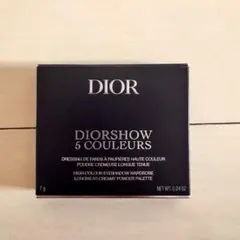 DIOR
DIORSHOW
5 COULEURS
DRESSING DE FARDS À PAUPIÈRES HAUTE COULEUR
POUDRE CRÉMEUSE LONGUE TENUE
HIGH-COLOUR EYESHADOW WARDROBE
LONGWEAR CREAMY POWDER PALETTE
7 g NET WT. 0.24 OZ